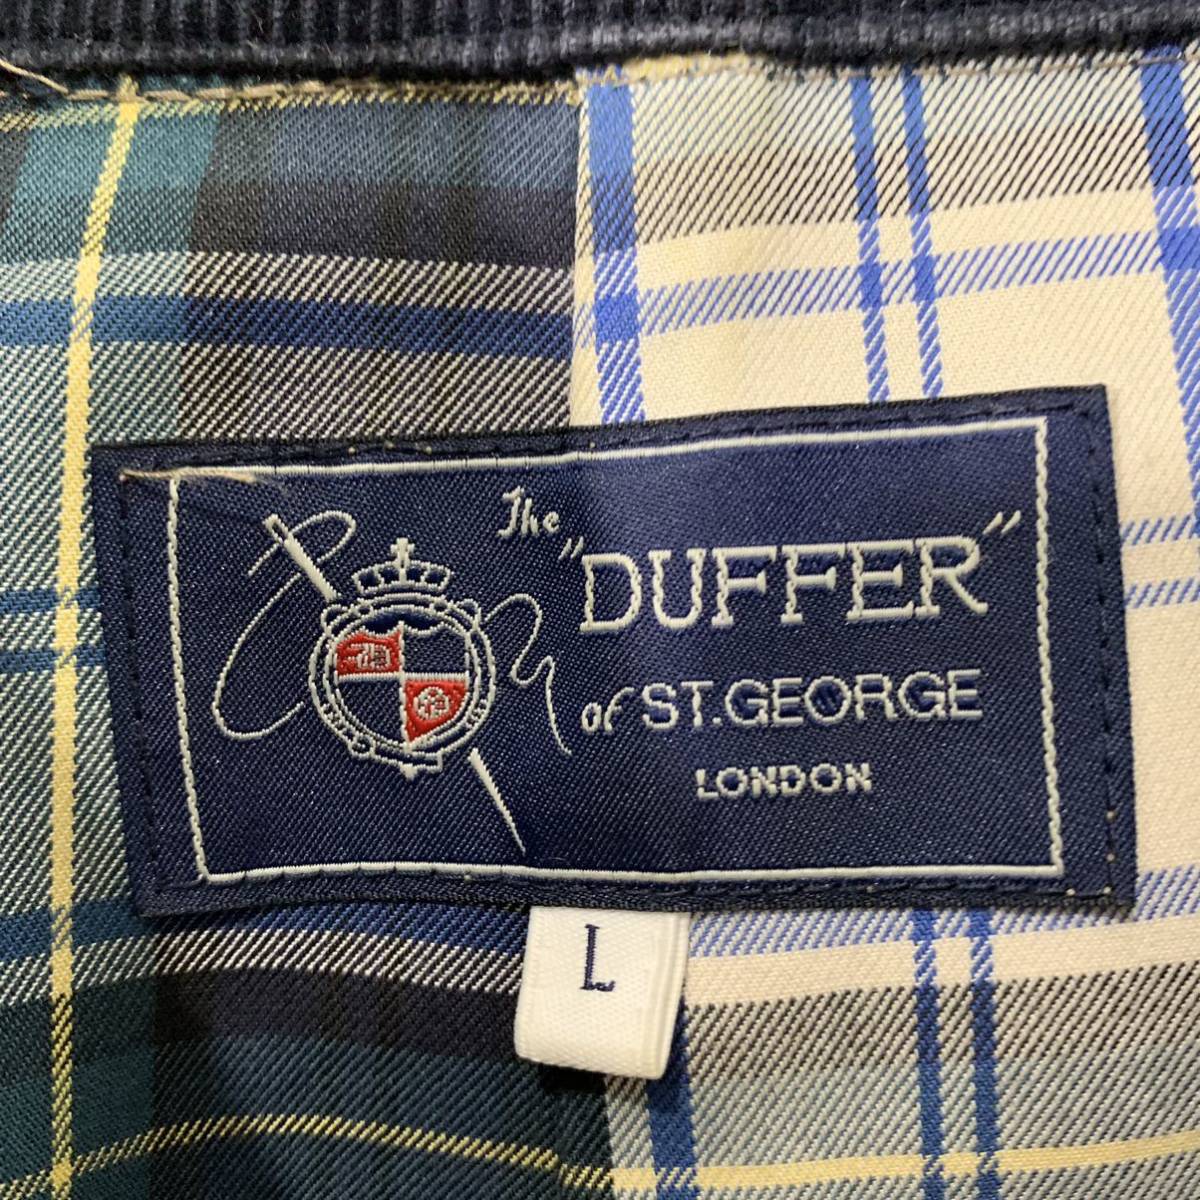 The
"DUFFER"
of ST.GEORGE
LONDON
L